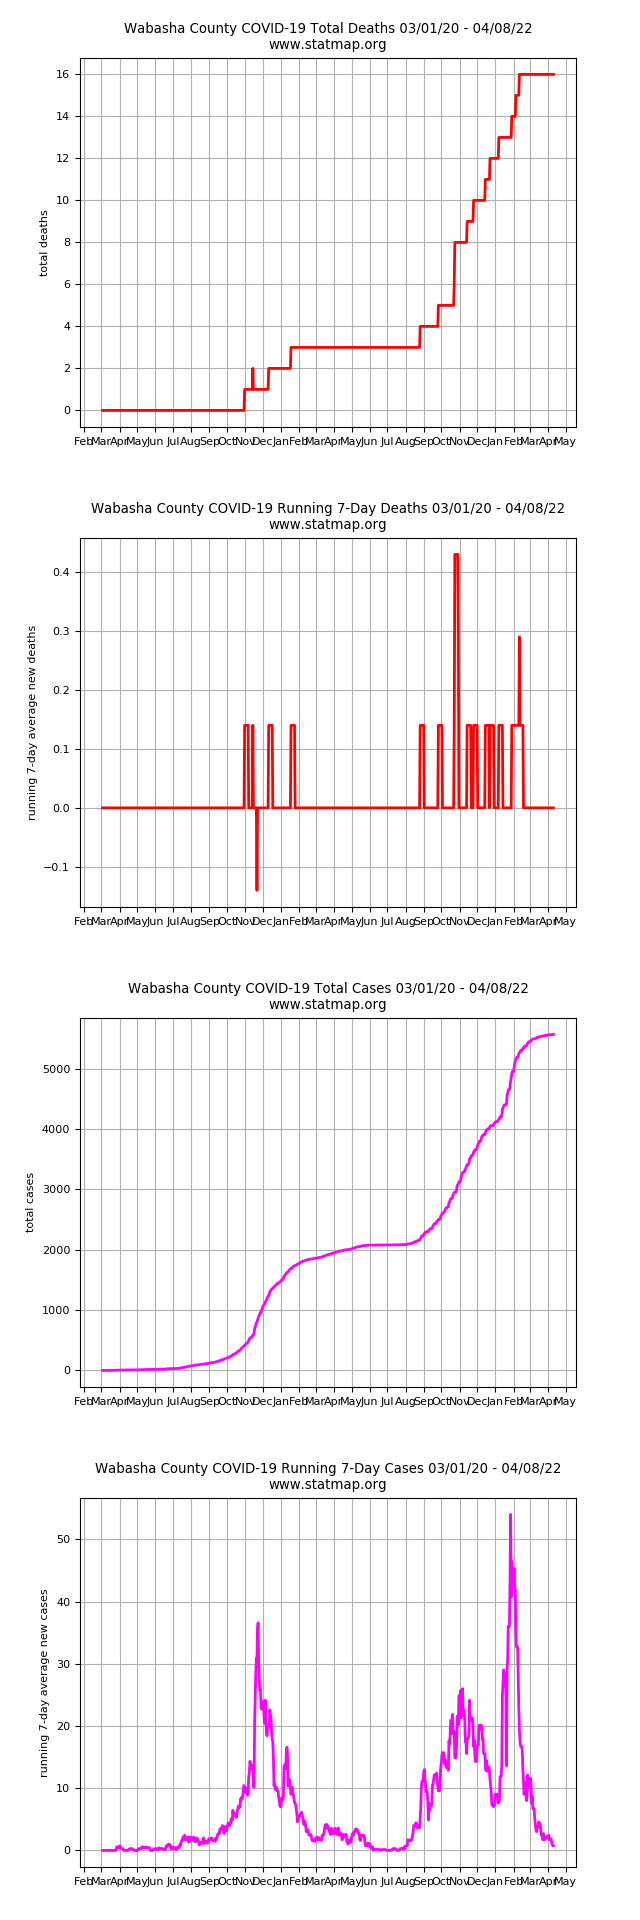 Wabasha County COVID-19 Total Deaths 03/01/20 - 04/08/22
www.statmap.org
16
14
12
10
8
6
4
2
0
total deaths
Feb Mar Apr May Jun Jul Aug Sep Oct Nov Dec Jan Feb Mar Apr May Jun Jul Aug Sep Oct Nov Dec Jan Feb Mar Apr May
Wabasha County COVID-19 Running 7-Day Deaths 03/01/20 - 04/08/22
www.statmap.org
0.4
0.3
0.2
0.1
0.0
−0.1
running 7-day average new deaths
Feb Mar Apr May Jun Jul Aug Sep Oct Nov Dec Jan Feb Mar Apr May Jun Jul Aug Sep Oct Nov Dec Jan Feb Mar Apr May
Wabasha County COVID-19 Total Cases 03/01/20 - 04/08/22
www.statmap.org
5000
4000
3000
2000
1000
0
total cases
Feb Mar Apr May Jun Jul Aug Sep Oct Nov Dec Jan Feb Mar Apr May Jun Jul Aug Sep Oct Nov Dec Jan Feb Mar Apr May
Wabasha County COVID-19 Running 7-Day Cases 03/01/20 - 04/08/22
www.statmap.org
50
40
30
20
10
0
running 7-day average new cases
Feb Mar Apr May Jun Jul Aug Sep Oct Nov Dec Jan Feb Mar Apr May Jun Jul Aug Sep Oct Nov Dec Jan Feb Mar Apr May